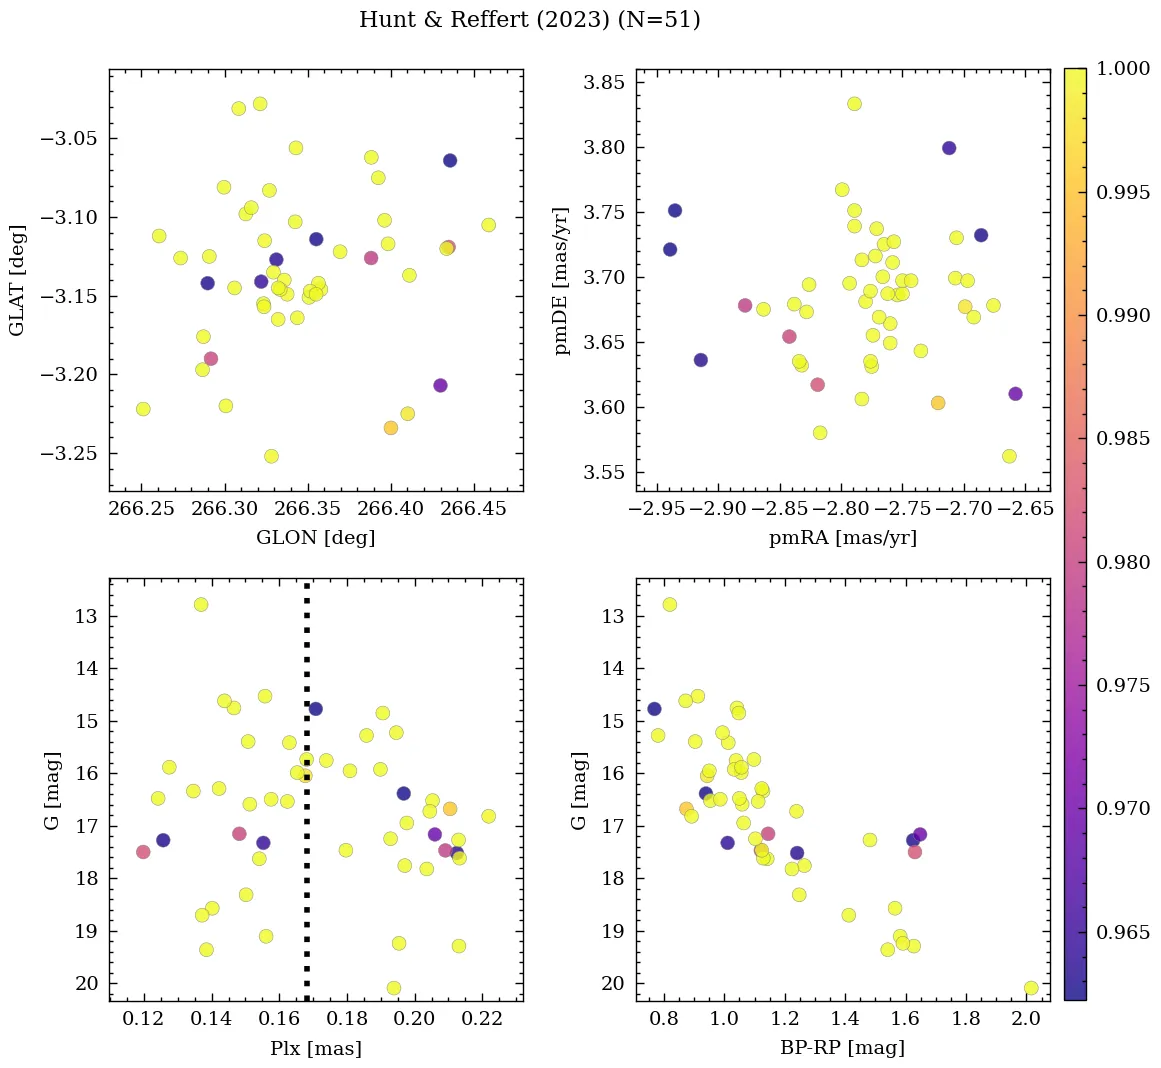 Hunt & Reffert (2023) (N=51)
−3.05
−3.10
−3.15
−3.20
−3.25
GLAT [deg]
266.25 266.30 266.35 266.40 266.45
GLON [deg]
3.85
3.80
3.75
3.70
3.65
3.60
3.55
pmDE [mas/yr]
−2.95 −2.90 −2.85 −2.80 −2.75 −2.70 −2.65
pmRA [mas/yr]
13
14
15
16
17
18
19
20
G [mag]
0.12 0.14 0.16 0.18 0.20 0.22
Plx [mas]
13
14
15
16
17
18
19
20
G [mag]
0.8 1.0 1.2 1.4 1.6 1.8 2.0
BP-RP [mag]
1.000
0.995
0.990
0.985
0.980
0.975
0.970
0.965